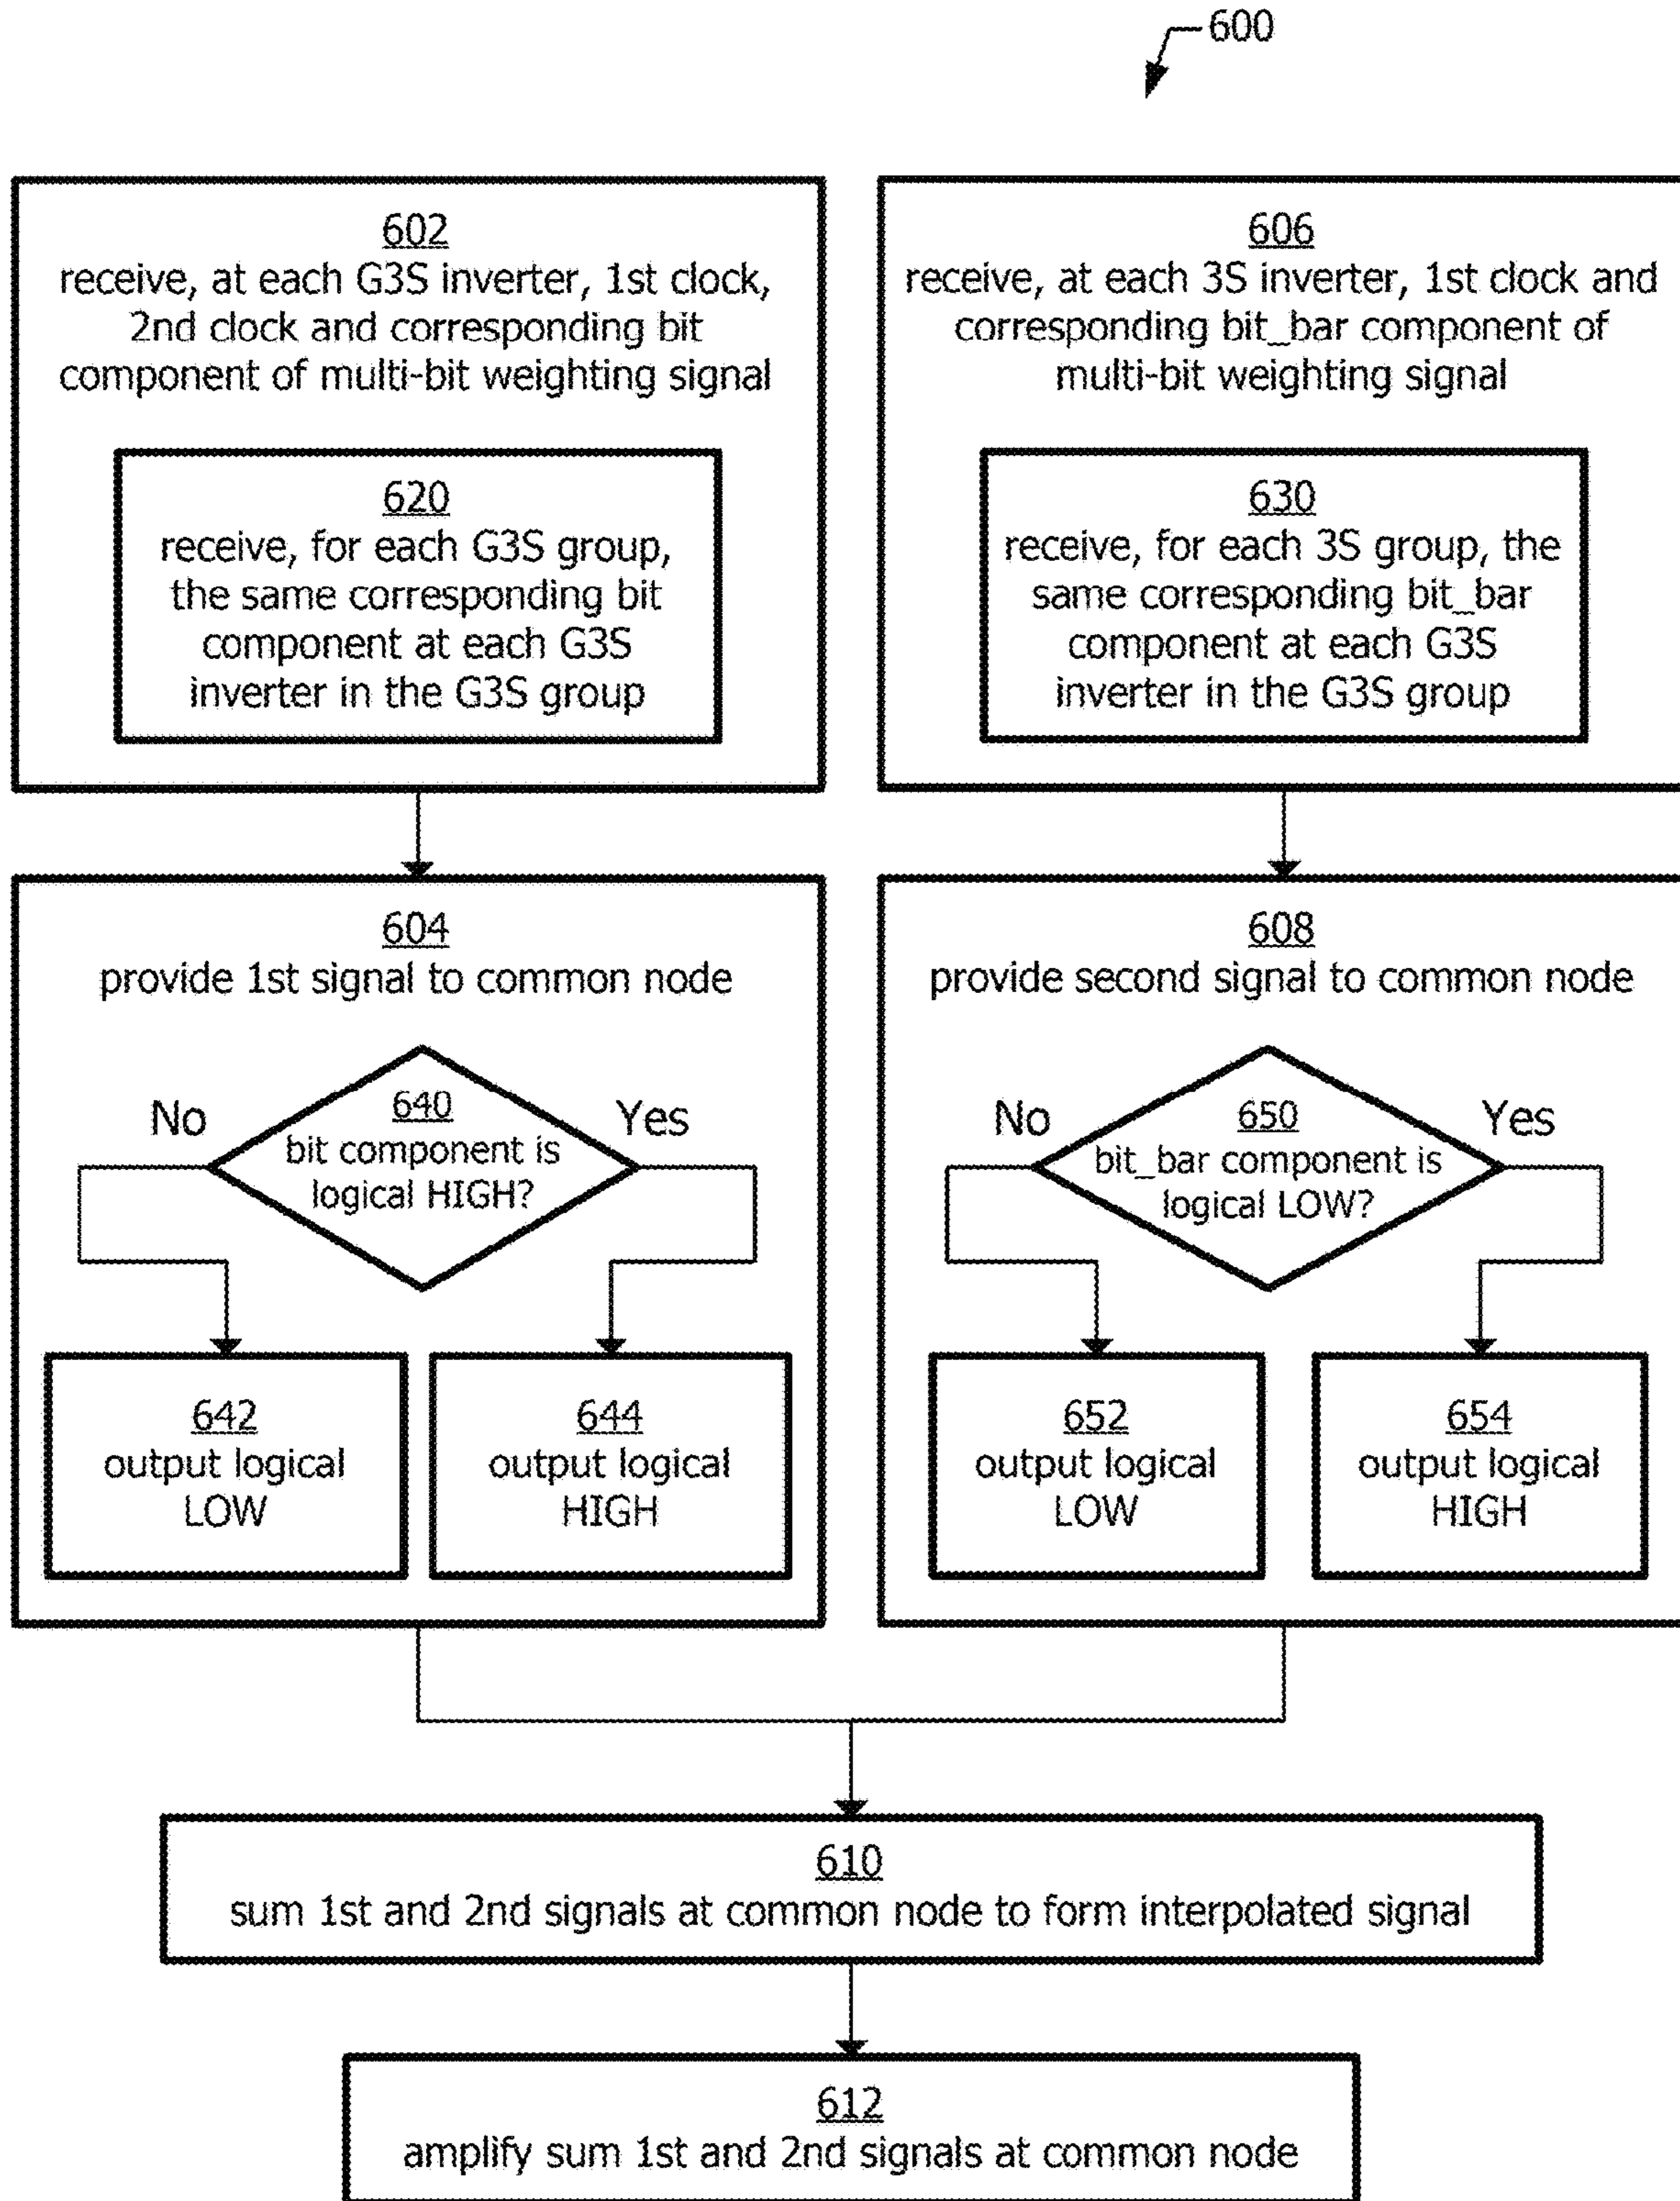 600
602
receive, at each G3S inverter, 1st clock,
2nd clock and corresponding bit
component of multi-bit weighting signal
620
receive, for each G3S group,
the same corresponding bit
component at each G3S
inverter in the G3S group
606
receive, at each 3S inverter, 1st clock and
corresponding bit_bar component of
multi-bit weighting signal
630
receive, for each 3S group, the
same corresponding bit_bar
component at each G3S
inverter in the G3S group
604
provide 1st signal to common node
No
640
Yes
bit component is
logical HIGH?
642
output logical
LOW
644
output logical
HIGH
608
provide second signal to common node
No
650
Yes
bit_bar component is
logical LOW?
652
output logical
LOW
654
output logical
HIGH
610
sum 1st and 2nd signals at common node to form interpolated signal
612
amplify sum 1st and 2nd signals at common node